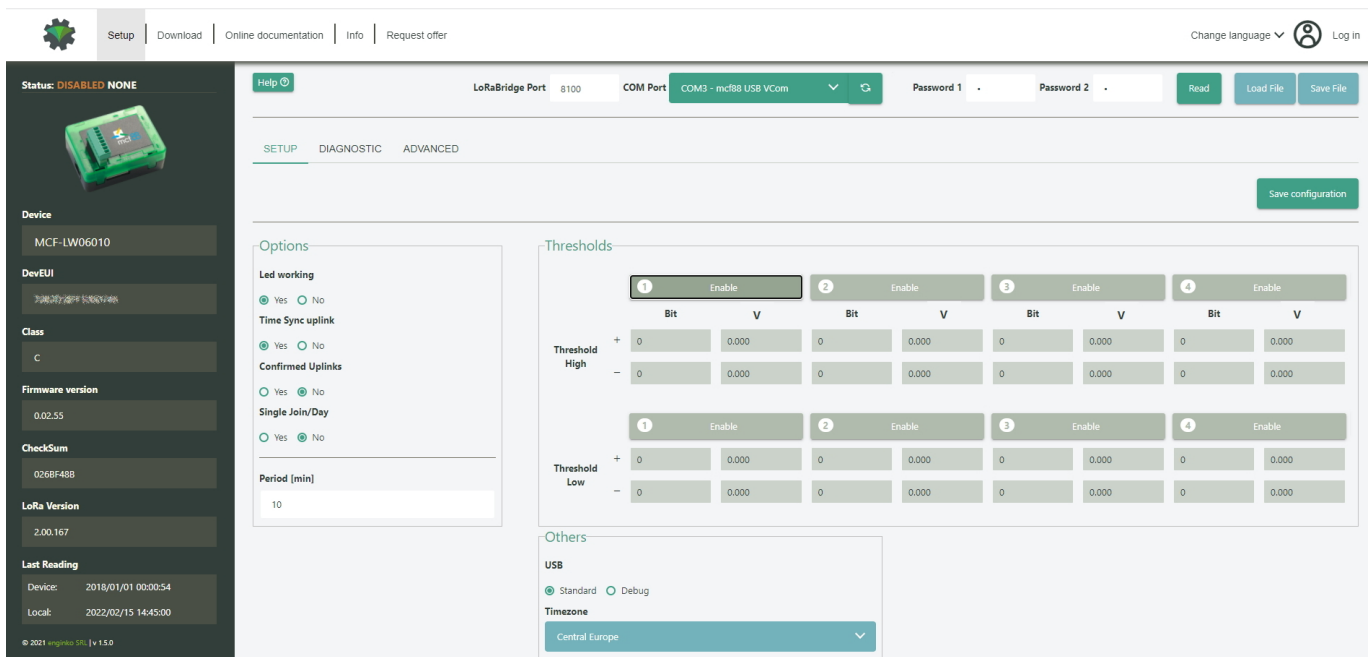 Setup Download Online documentation Info Request offer Change language Log in
Status: DISABLED NONE
Help LoRaBridge Port 8100 COM Port COM3 - mcf88 USB VCom Password 1 Password 2 Read Load File Save File
mcf
SETUP DIAGNOSTIC ADVANCED
Save configuration
Device
MCF-LW06010
DevEUI
Class
C
Firmware version
0.02.55
CheckSum
026BF48B
LoRa Version
2.00.167
Last Reading
Device: 2018/01/01 00:00:54
Local: 2022/02/15 14:45:00
© 2021 enginko SRL | v 1.5.0
Options
Led working
Yes No
Time Sync uplink
Yes No
Confirmed Uplinks
Yes No
Single Join/Day
Yes No
Period [min]
10
Thresholds
1 Enable 2 Enable 3 Enable 4 Enable
Bit V Bit V Bit V Bit V
Threshold High
+ 0 0.000 0 0.000 0 0.000 0 0.000
− 0 0.000 0 0.000 0 0.000 0 0.000
1 Enable 2 Enable 3 Enable 4 Enable
Threshold Low
+ 0 0.000 0 0.000 0 0.000 0 0.000
− 0 0.000 0 0.000 0 0.000 0 0.000
Others
USB
Standard Debug
Timezone
Central Europe